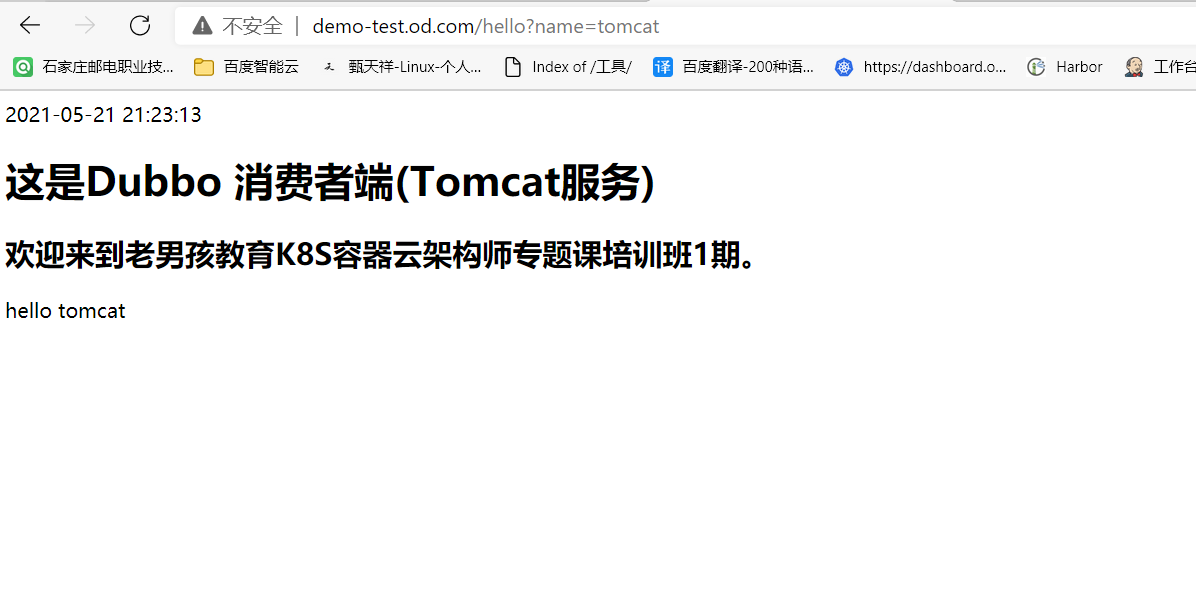 不安全 | demo-test.od.com/hello?name=tomcat
石家庄邮电职业技... 百度智能云 甄天祥-Linux-个人... Index of /工具/ 译 百度翻译-200种语... https://dashboard.o... Harbor 工作台
2021-05-21 21:23:13
这是Dubbo 消费者端(Tomcat服务)
欢迎来到老男孩教育K8S容器云架构师专题课培训班1期。
hello tomcat